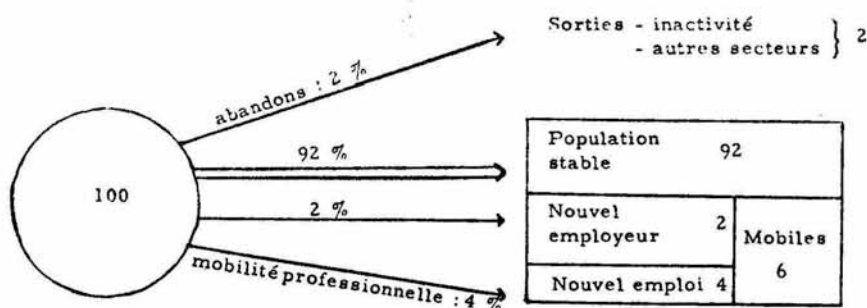 Sorties - inactivité
- autres secteurs } 2
abandons : 2 %
92 %
100
2 %
mobilité professionnelle : 4 %
Population
stable 92
Nouvel
employeur 2
Mobiles
6
Nouvel emploi 4